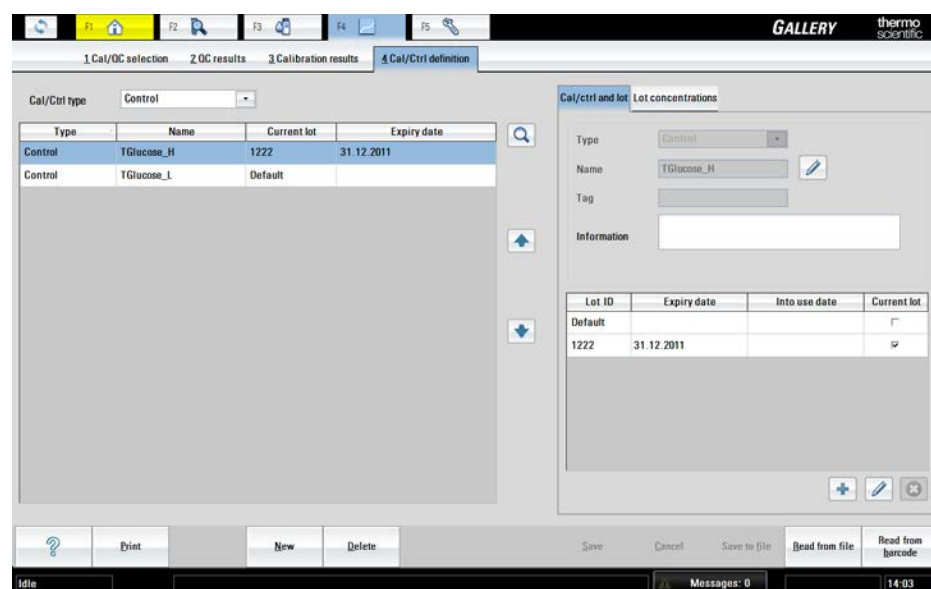 F1 F2 F3 F4 F5 GALLERY thermo
scientific
1 Cal/QC selection 2 QC results 3 Calibration results 4 Cal/Ctrl definition
Cal/Ctrl type Control
Type Name Current lot Expiry date
Control TGlucose_H 1222 31.12.2011
Control TGlucose_L Default
Cal/ctrl and lot Lot concentrations
Type Control
Name TGlucose_H
Tag
Information
Lot ID Expiry date Into use date Current lot
Default
1222 31.12.2011
Print New Delete Save Cancel Save to file Read from file Read from
barcode
Idle Messages: 0 14:03